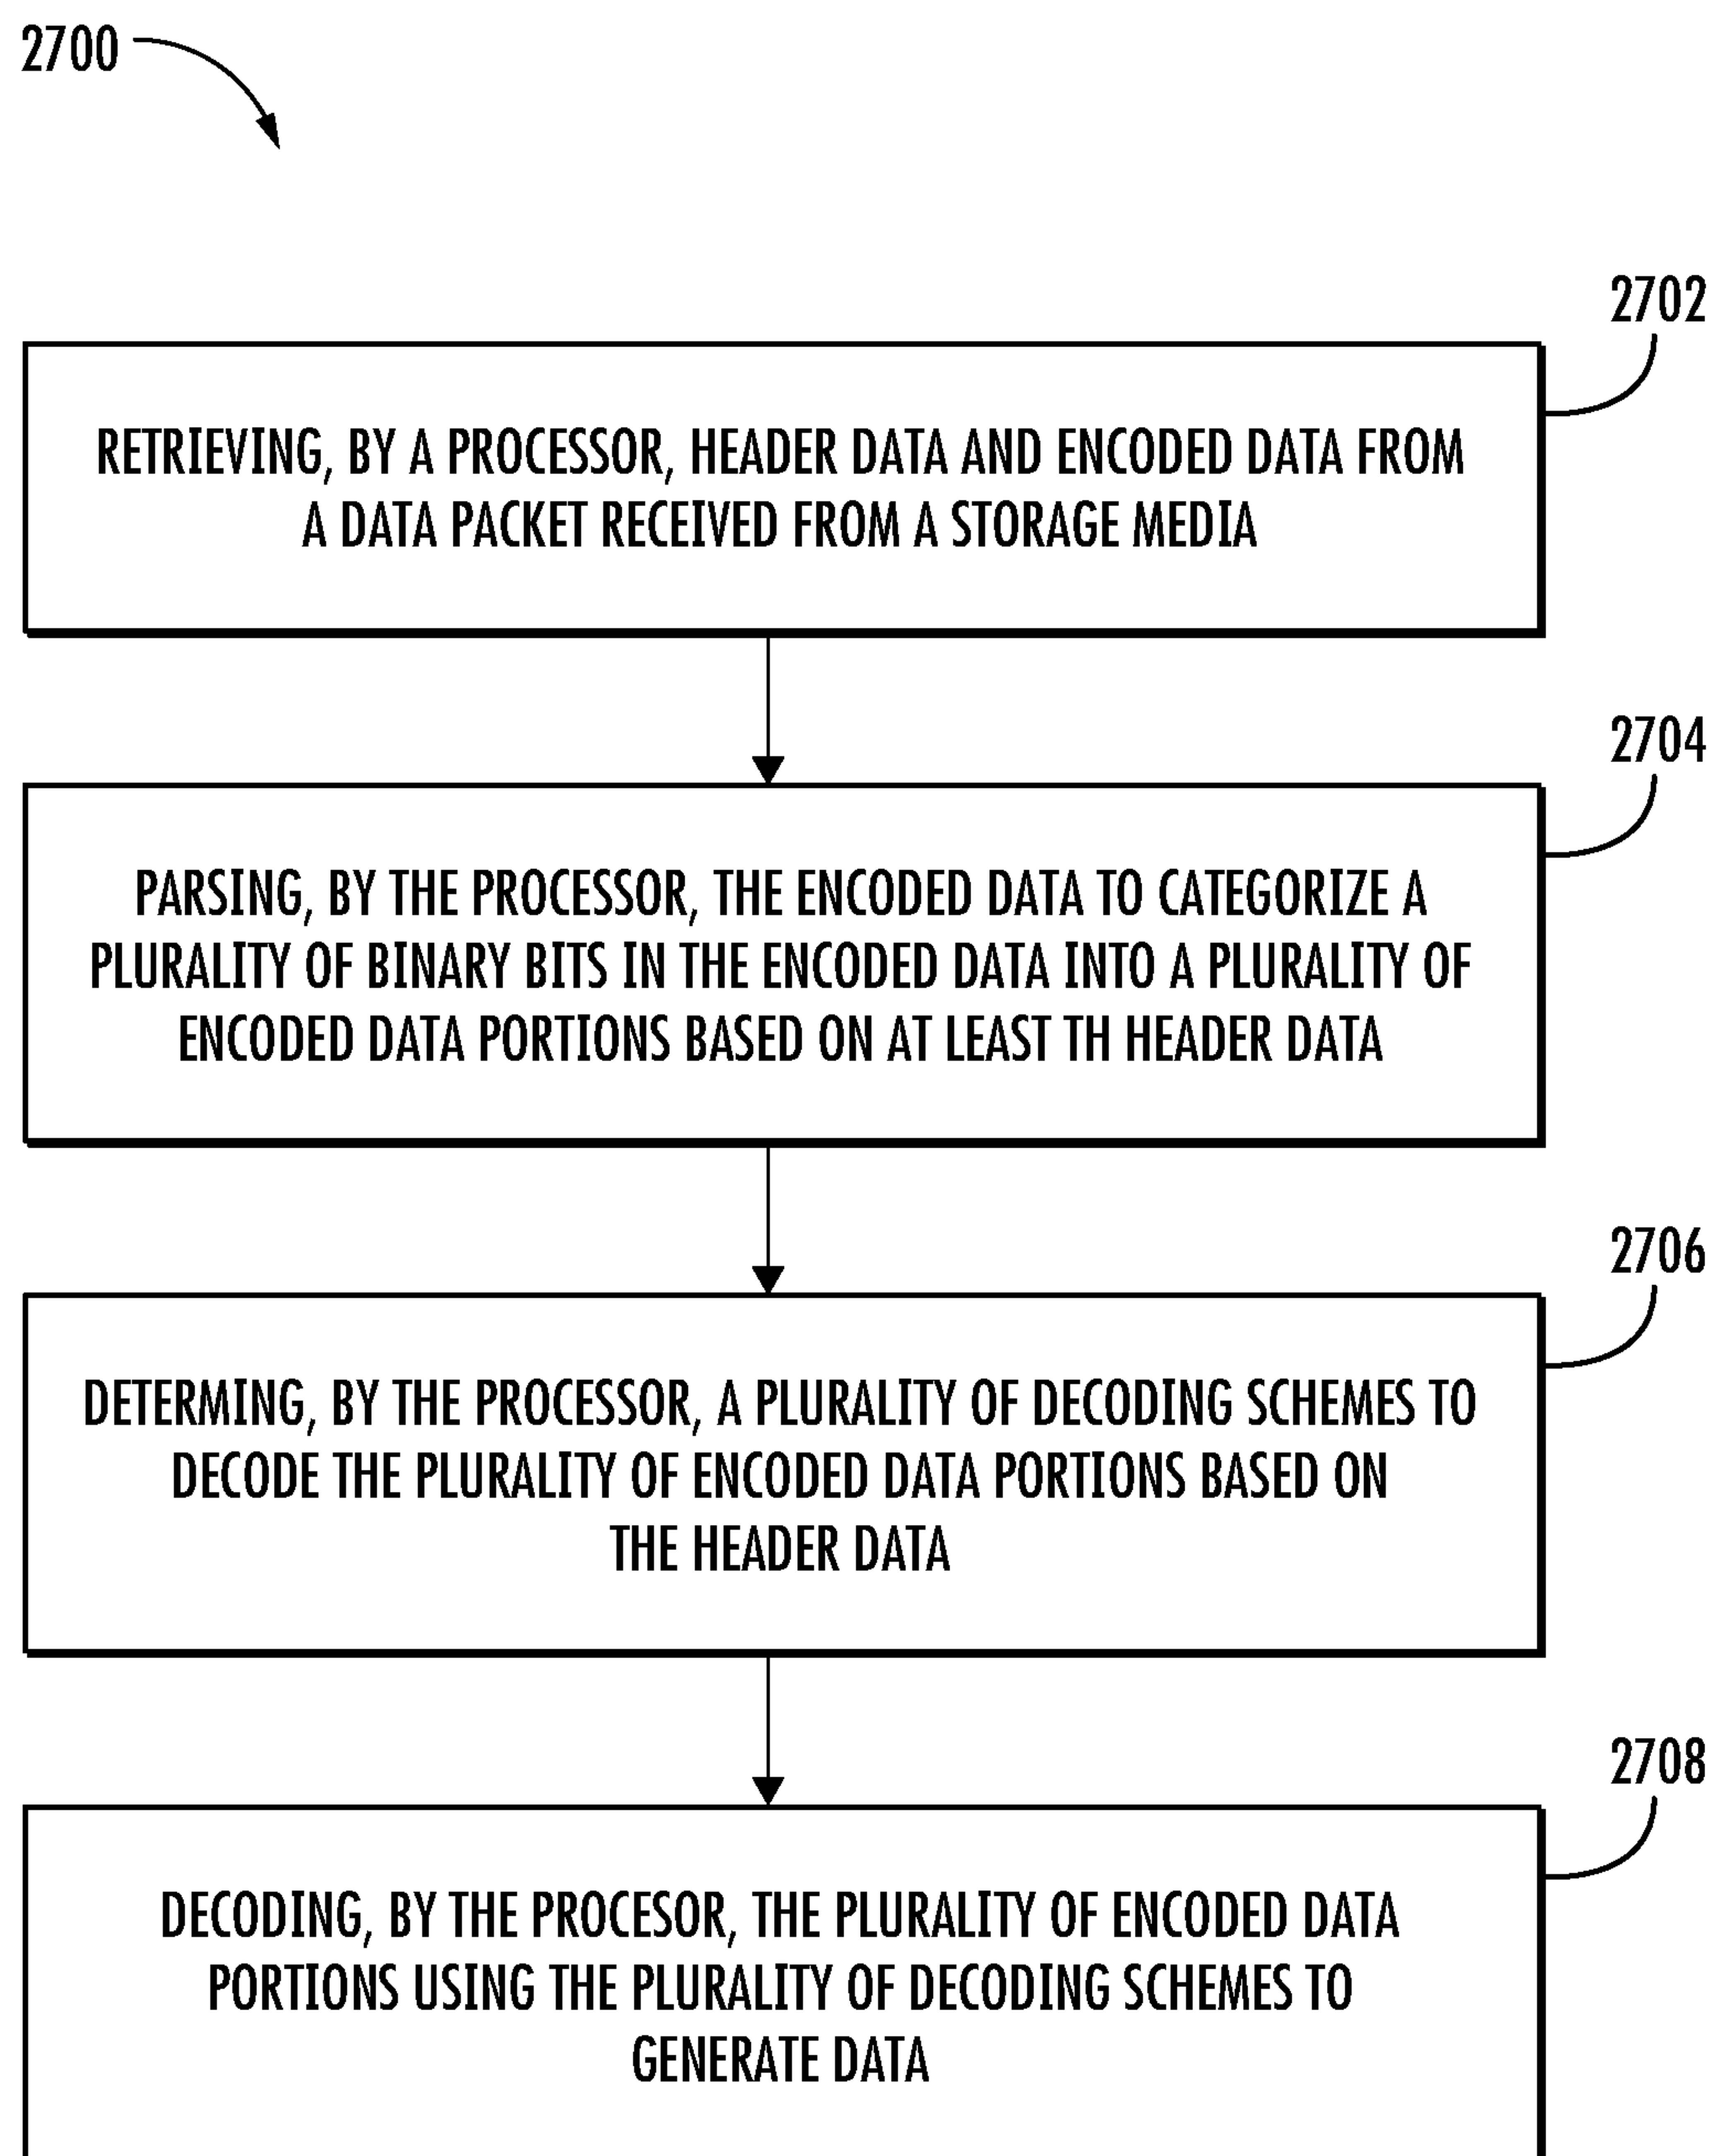 2700
2702
RETRIEVING, BY A PROCESSOR, HEADER DATA AND ENCODED DATA FROM
A DATA PACKET RECEIVED FROM A STORAGE MEDIA
2704
PARSING, BY THE PROCESSOR, THE ENCODED DATA TO CATEGORIZE A
PLURALITY OF BINARY BITS IN THE ENCODED DATA INTO A PLURALITY OF
ENCODED DATA PORTIONS BASED ON AT LEAST TH HEADER DATA
2706
DETERMING, BY THE PROCESSOR, A PLURALITY OF DECODING SCHEMES TO
DECODE THE PLURALITY OF ENCODED DATA PORTIONS BASED ON
THE HEADER DATA
2708
DECODING, BY THE PROCESOR, THE PLURALITY OF ENCODED DATA
PORTIONS USING THE PLURALITY OF DECODING SCHEMES TO
GENERATE DATA